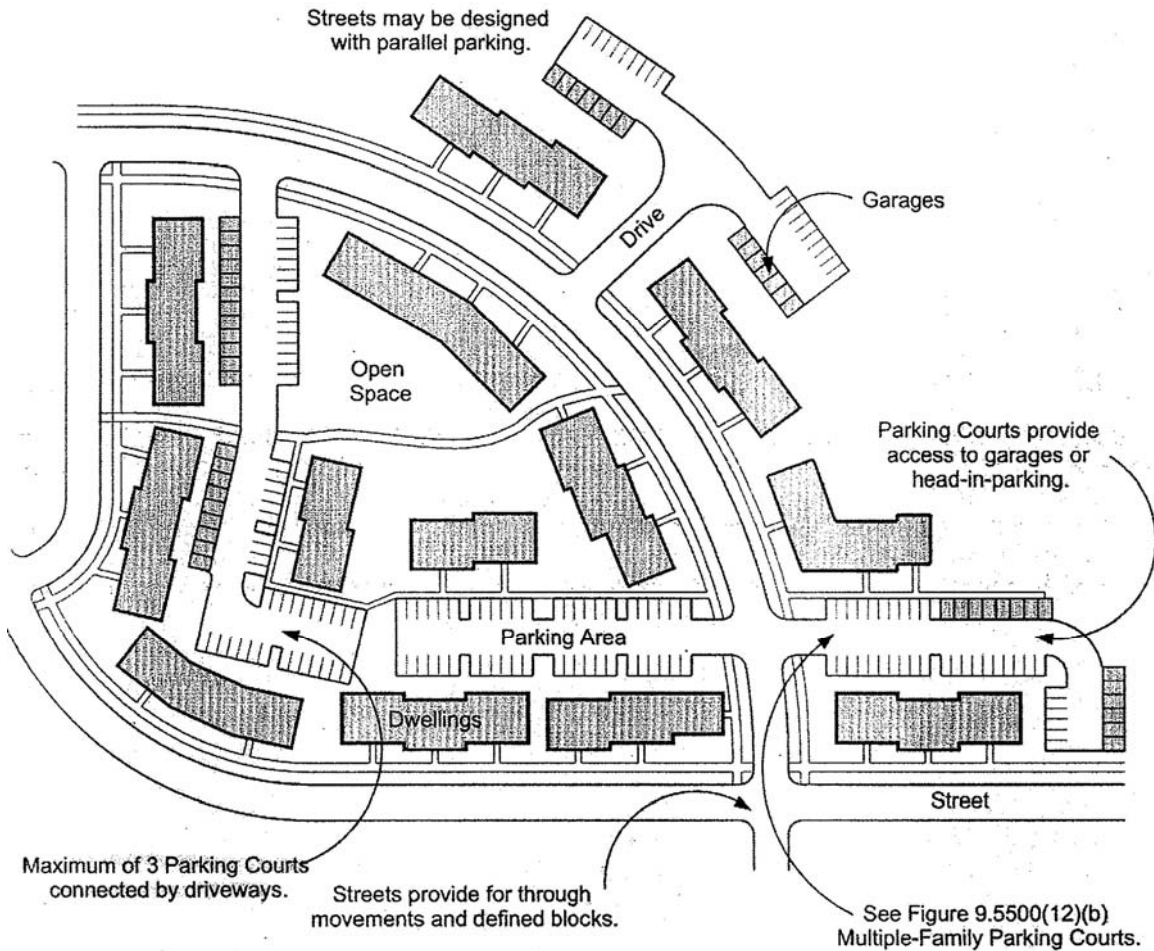 Streets may be designed
with parallel parking.
Garages
Drive
Open
Space
Parking Courts provide
access to garages or
head-in-parking.
Parking Area
Dwellings
Street
Maximum of 3 Parking Courts
connected by driveways.
Streets provide for through
movements and defined blocks.
See Figure 9.5500(12)(b)
Multiple-Family Parking Courts.